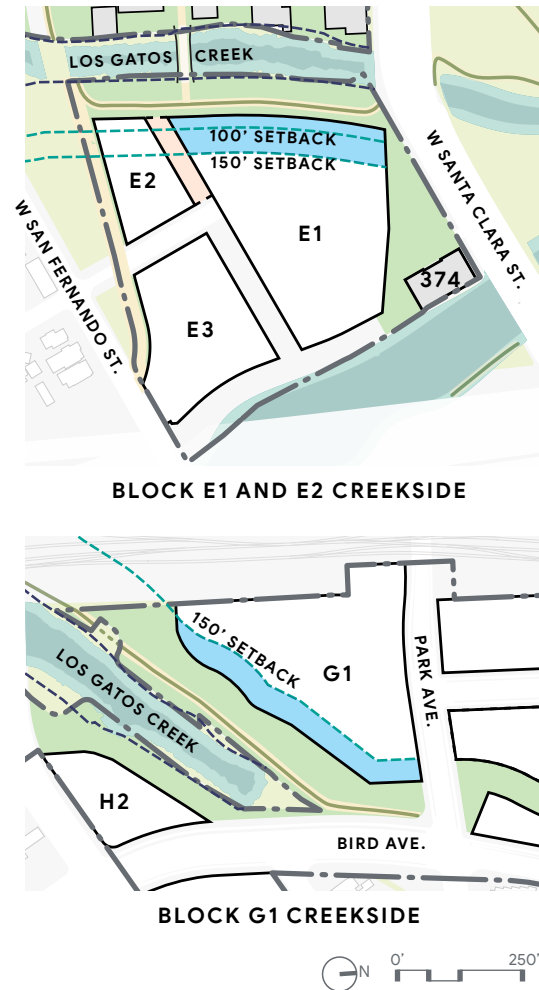 LOS GATOS CREEK
100' SETBACK
150' SETBACK
E2
E1
W SANTA CLARA ST.
374
W SAN FERNANDO ST.
E3
BLOCK E1 AND E2 CREEKSIDE
150' SETBACK
G1
PARK AVE.
LOS GATOS CREEK
H2
BIRD AVE.
BLOCK G1 CREEKSIDE
N
0' 250'